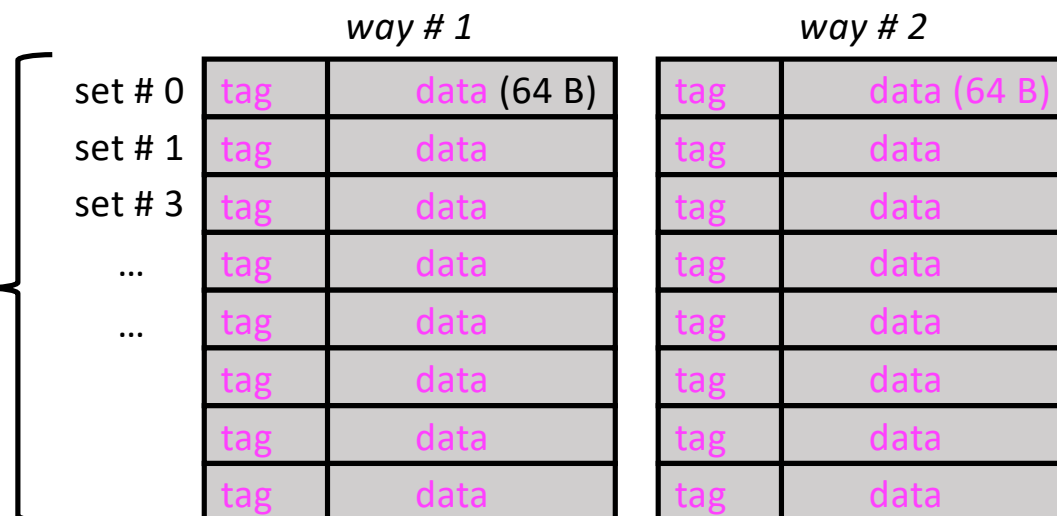 way # 1 way # 2
set # 0 tag data (64 B) tag data (64 B)
set # 1 tag data tag data
set # 3 tag data tag data
… tag data tag data
… tag data tag data
tag data tag data
tag data tag data
tag data tag data